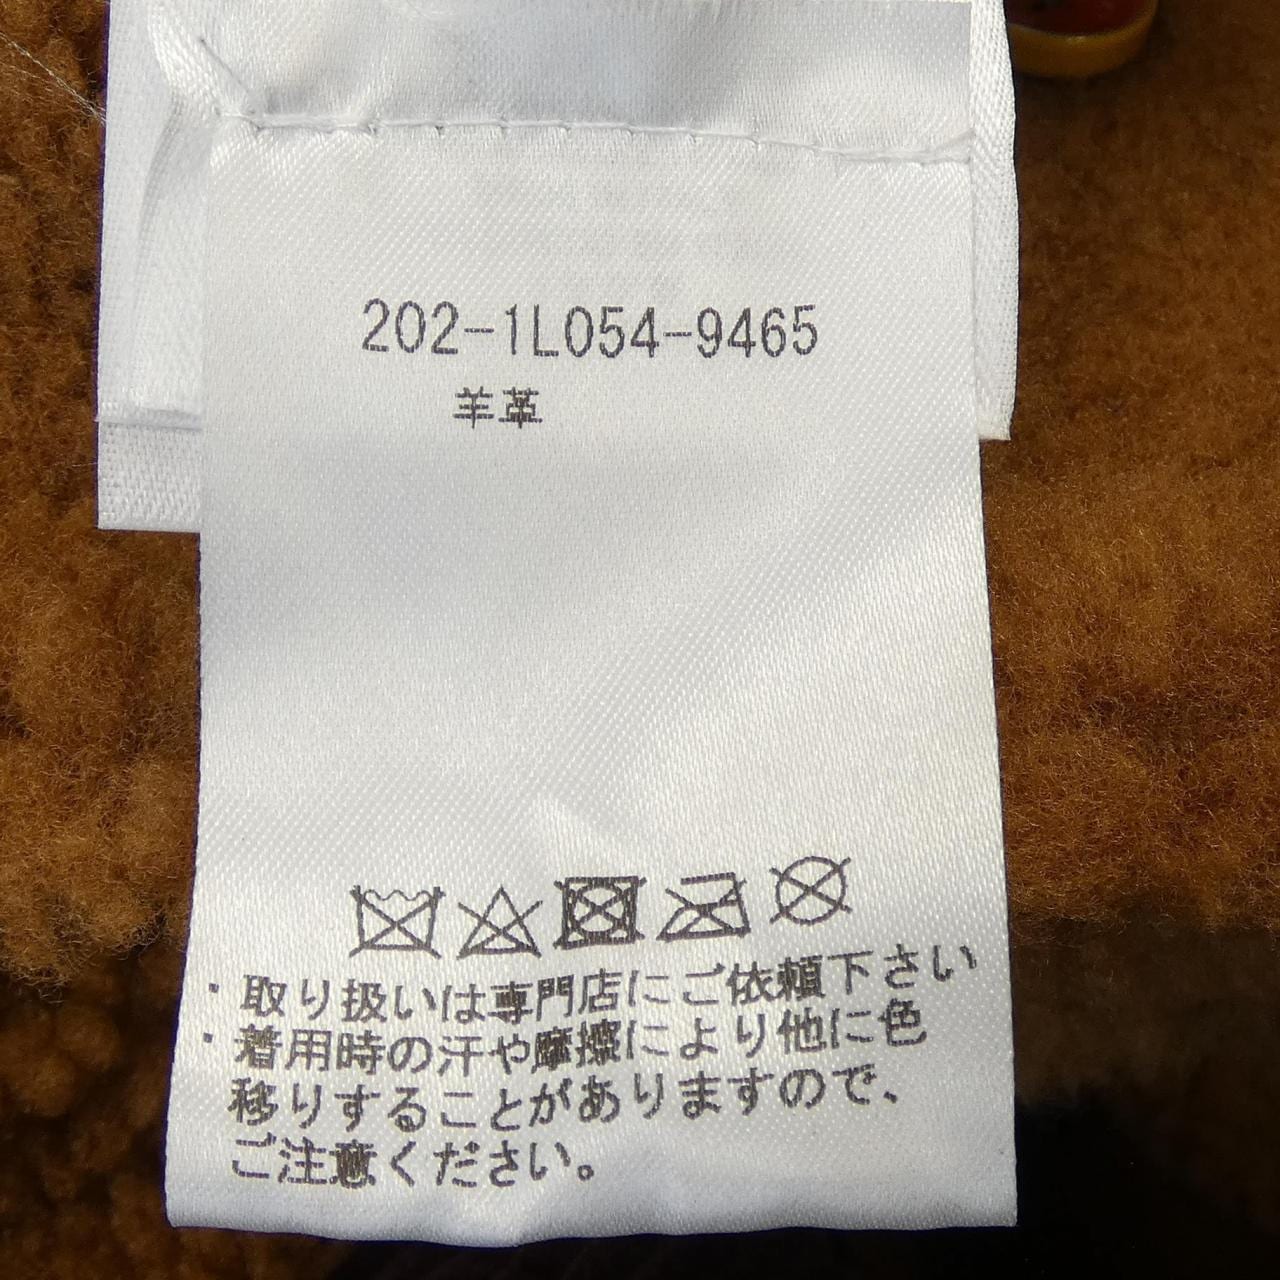 202-1L054-9465
羊革
・取り扱いは専門店にご依頼下さい
・着用時の汗や摩擦により他に色
移りすることがありますので、
ご注意ください。